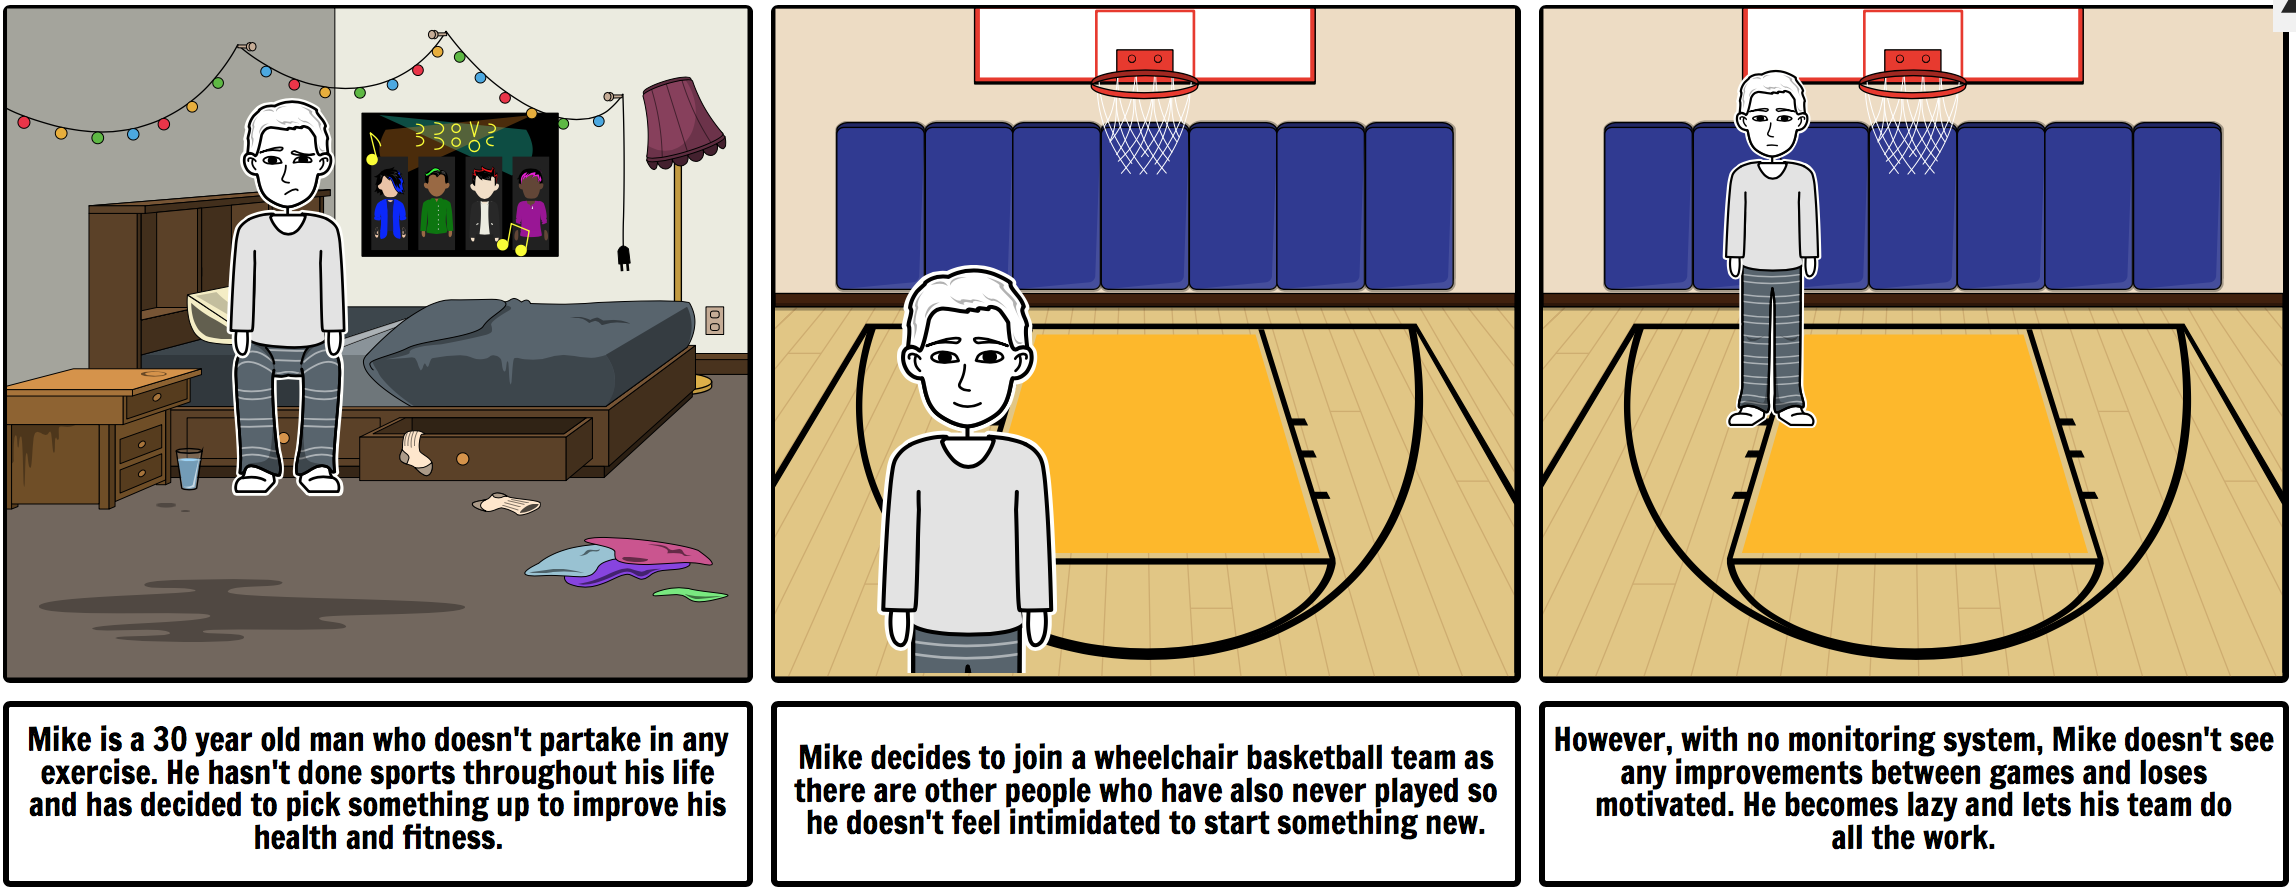 Mike is a 30 year old man who doesn't partake in any
exercise. He hasn't done sports throughout his life
and has decided to pick something up to improve his
health and fitness.
Mike decides to join a wheelchair basketball team as
there are other people who have also never played so
he doesn't feel intimidated to start something new.
However, with no monitoring system, Mike doesn't see
any improvements between games and loses
motivated. He becomes lazy and lets his team do
all the work.